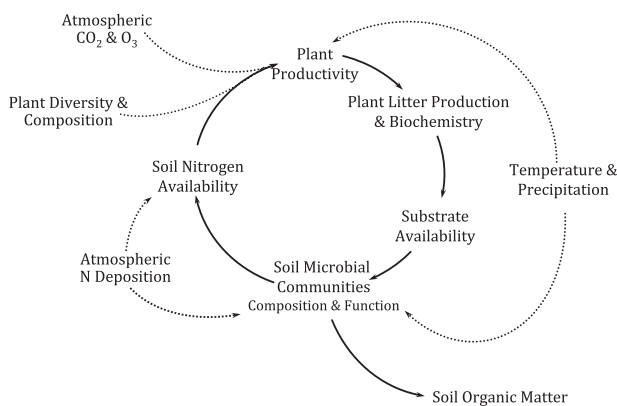 Atmospheric
CO₂ & O₃
Plant
Productivity
Plant Diversity &
Composition
Plant Litter Production
& Biochemistry
Soil Nitrogen
Availability
Temperature &
Precipitation
Substrate
Availability
Atmospheric
N Deposition
Soil Microbial
Communities
Composition & Function
Soil Organic Matter